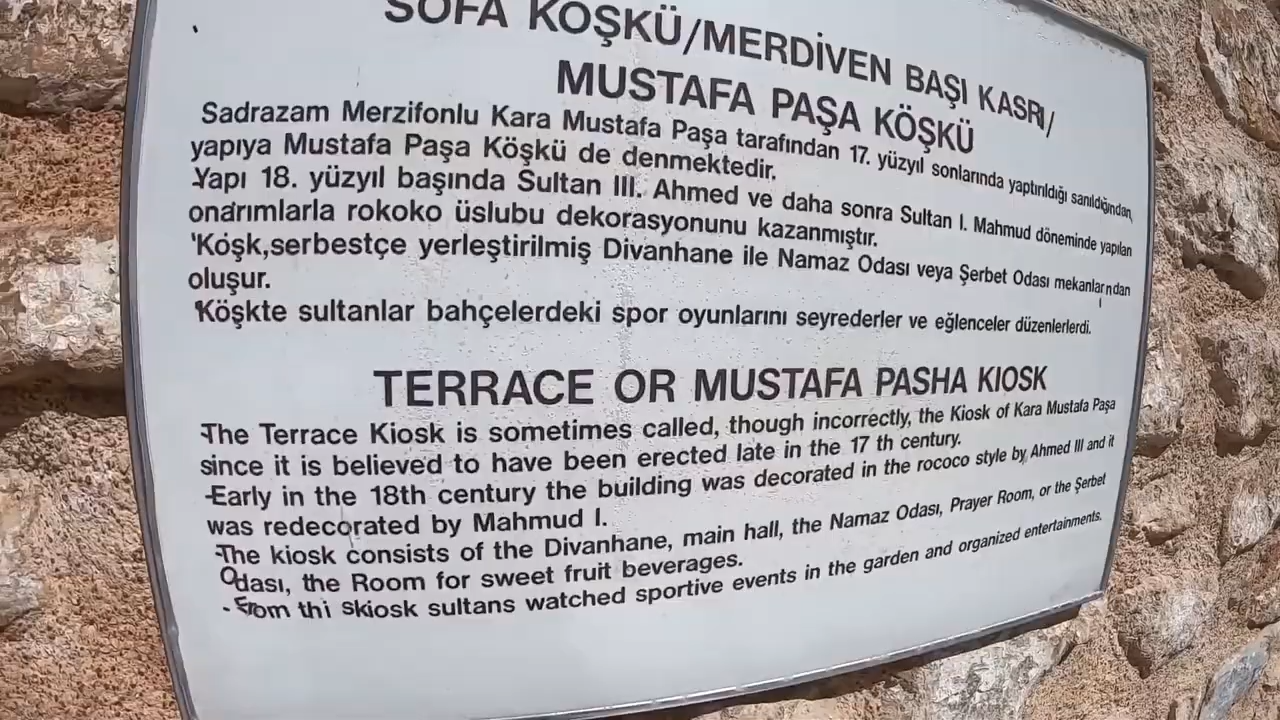 SOFA KÖŞKÜ/MERDİVEN BAŞI KASRI/
MUSTAFA PAŞA KÖŞKÜ
Sadrazam Merzifonlu Kara Mustafa Paşa tarafından 17. yüzyıl sonlarında yaptırıldığı sanıldığından,
yapıya Mustafa Paşa Köşkü de denmektedir.
Yapı 18. yüzyıl başında Sultan III. Ahmed ve daha sonra Sultan I. Mahmud döneminde yapılan
onarımlarla rokoko üslubu dekorasyonunu kazanmıştır.
Köşk,serbestçe yerleştirilmiş Divanhane ile Namaz Odası veya Şerbet Odası mekanlarından
oluşur.
Köşkte sultanlar bahçelerdeki spor oyunlarını seyrederler ve eğlenceler düzenlerlerdi.
TERRACE OR MUSTAFA PASHA KIOSK
-The Terrace Kiosk is sometimes called, though incorrectly, the Kiosk of Kara Mustafa Paşa
since it is believed to have been erected late in the 17 th century.
-Early in the 18th century the building was decorated in the rococo style by Ahmed III and it
was redecorated by Mahmud I.
-The kiosk consists of the Divanhane, main hall, the Namaz Odası, Prayer Room, or the Şerbet
Odası, the Room for sweet fruit beverages.
- From thi skiosk sultans watched sportive events in the garden and organized entertainments.